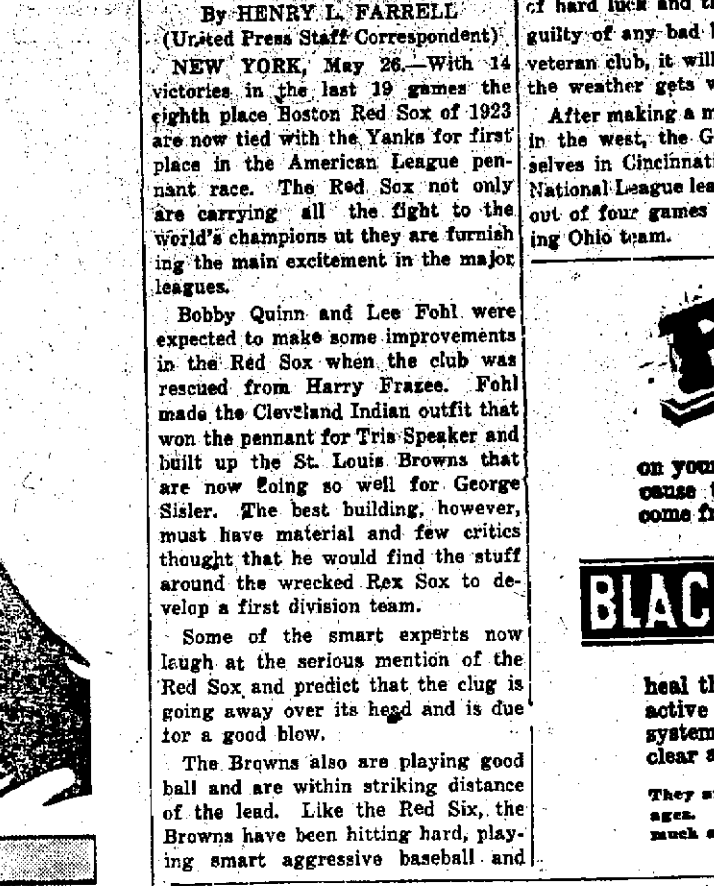 By HENRY L. FARRELL
(United Press Staff Correspondent)
NEW YORK, May 26.—With 14
victories in the last 19 games the
eighth place Boston Red Sox of 1923
are now tied with the Yanks for first
place in the American League pen-
nant race. The Red Sox not only
are carrying all the fight to the
world's champions ut they are furnish
ing the main excitement in the major
leagues.
Bobby Quinn and Lee Fohl were
expected to make some improvements
in the Red Sox when the club was
rescued from Harry Frazee. Fohl
made the Cleveland Indian outfit that
won the pennant for Tris Speaker and
built up the St. Louis Browns that
are now going so well for George
Sisler. The best building, however,
must have material and few critics
thought that he would find the stuff
around the wrecked Rex Sox to de-
velop a first division team.
Some of the smart experts now
laugh at the serious mention of the
Red Sox and predict that the clug is
going away over its head and is due
for a good blow.
The Browns also are playing good
ball and are within striking distance
of the lead. Like the Red Six, the
Browns have been hitting hard, play-
ing smart aggressive baseball and
of hard luck and
guilty of any bad
veteran club, it will
the weather gets
After making a
in the west, the G
selves in Cincinnati
National League lea
out of four games
ing Ohio team.
on your
cause
come
BLAC
heal
active
system
clear
They
ages.
much